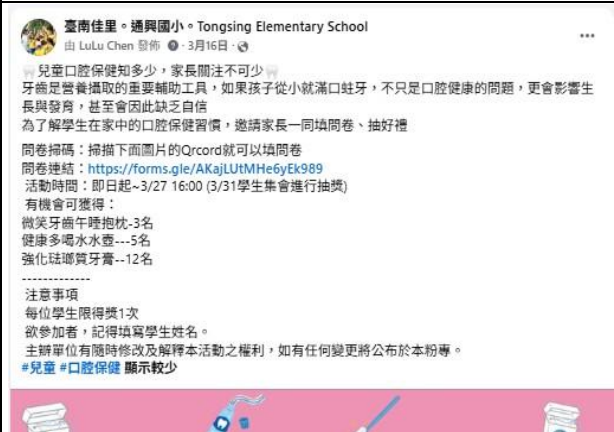 臺南佳里。通興國小。Tongsing Elementary School
由 LuLu Chen 發佈 · 3月16日 ·
兒童口腔保健知多少，家長關注不可少
牙齒是營養攝取的重要輔助工具，如果孩子從小就滿口蛀牙，不只是口腔健康的問題，更會影響生
長與發育，甚至會因此缺乏自信
為了解學生在家中的口腔保健習慣，邀請家長一同填問卷、抽好禮
問卷掃碼：掃描下面圖片的Qrcord就可以填問卷
問卷連結：https://forms.gle/AKajLUtMHe6yEk989
活動時間：即日起~3/27 16:00 (3/31學生集會進行抽獎)
有機會可獲得：
微笑牙齒午睡抱枕-3名
健康多喝水水壺---5名
強化琺瑯質牙膏--12名
-------------
注意事項
每位學生限得獎1次
欲參加者，記得填寫學生姓名。
主辦單位有隨時修改及解釋本活動之權利，如有任何變更將公布於本粉專。
#兒童 #口腔保健 顯示較少